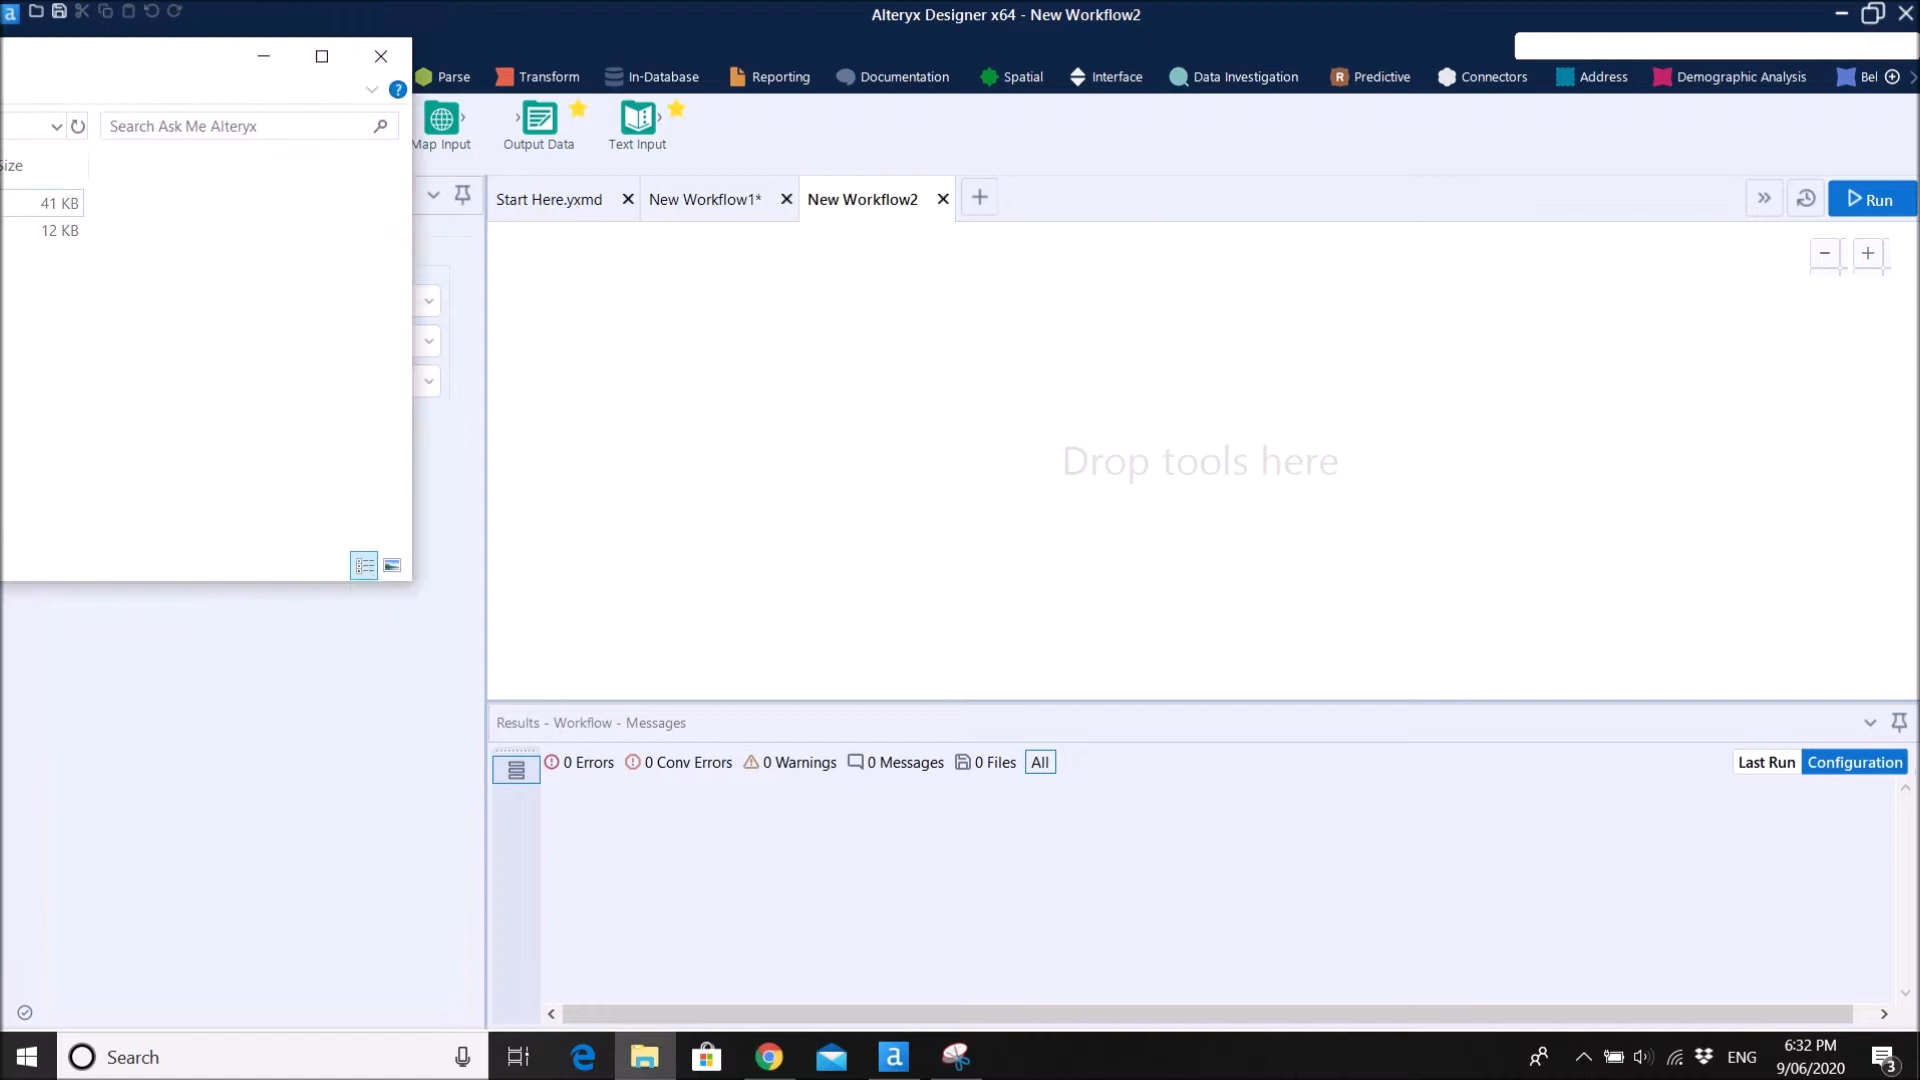 Alteryx Designer x64 - New Workflow2
Parse
Transform
In-Database
Reporting
Documentation
Spatial
Interface
Data Investigation
Predictive
Connectors
Address
Demographic Analysis
Bel
Search Ask Me Alteryx
Map Input
Output Data
Text Input
Size
41 KB
12 KB
Start Here.yxmd
New Workflow1*
New Workflow2
Run
Drop tools here
Results - Workflow - Messages
0 Errors
0 Conv Errors
0 Warnings
0 Messages
0 Files
All
Last Run
Configuration
Search
ENG
6:32 PM
9/06/2020
3